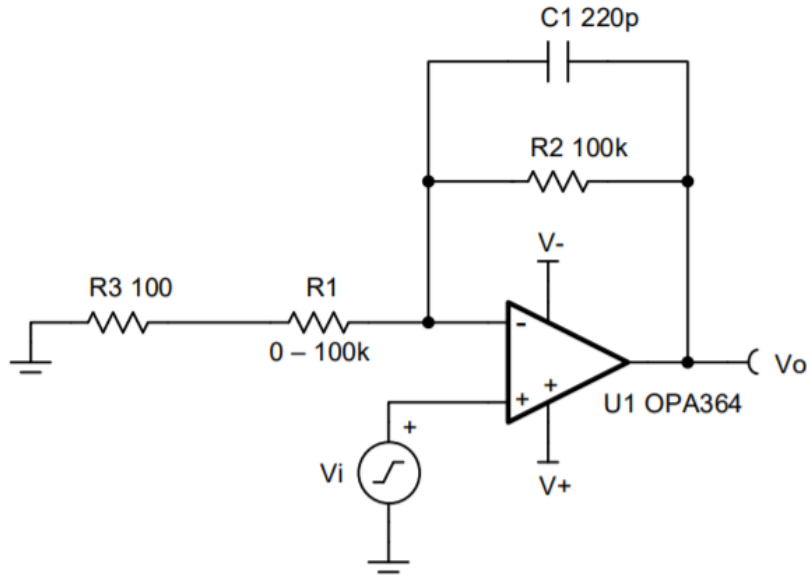 C1 220p
R2 100k
V-
R3 100
R1
0 – 100k
-
+
+
U1 OPA364
Vo
+
Vi
V+